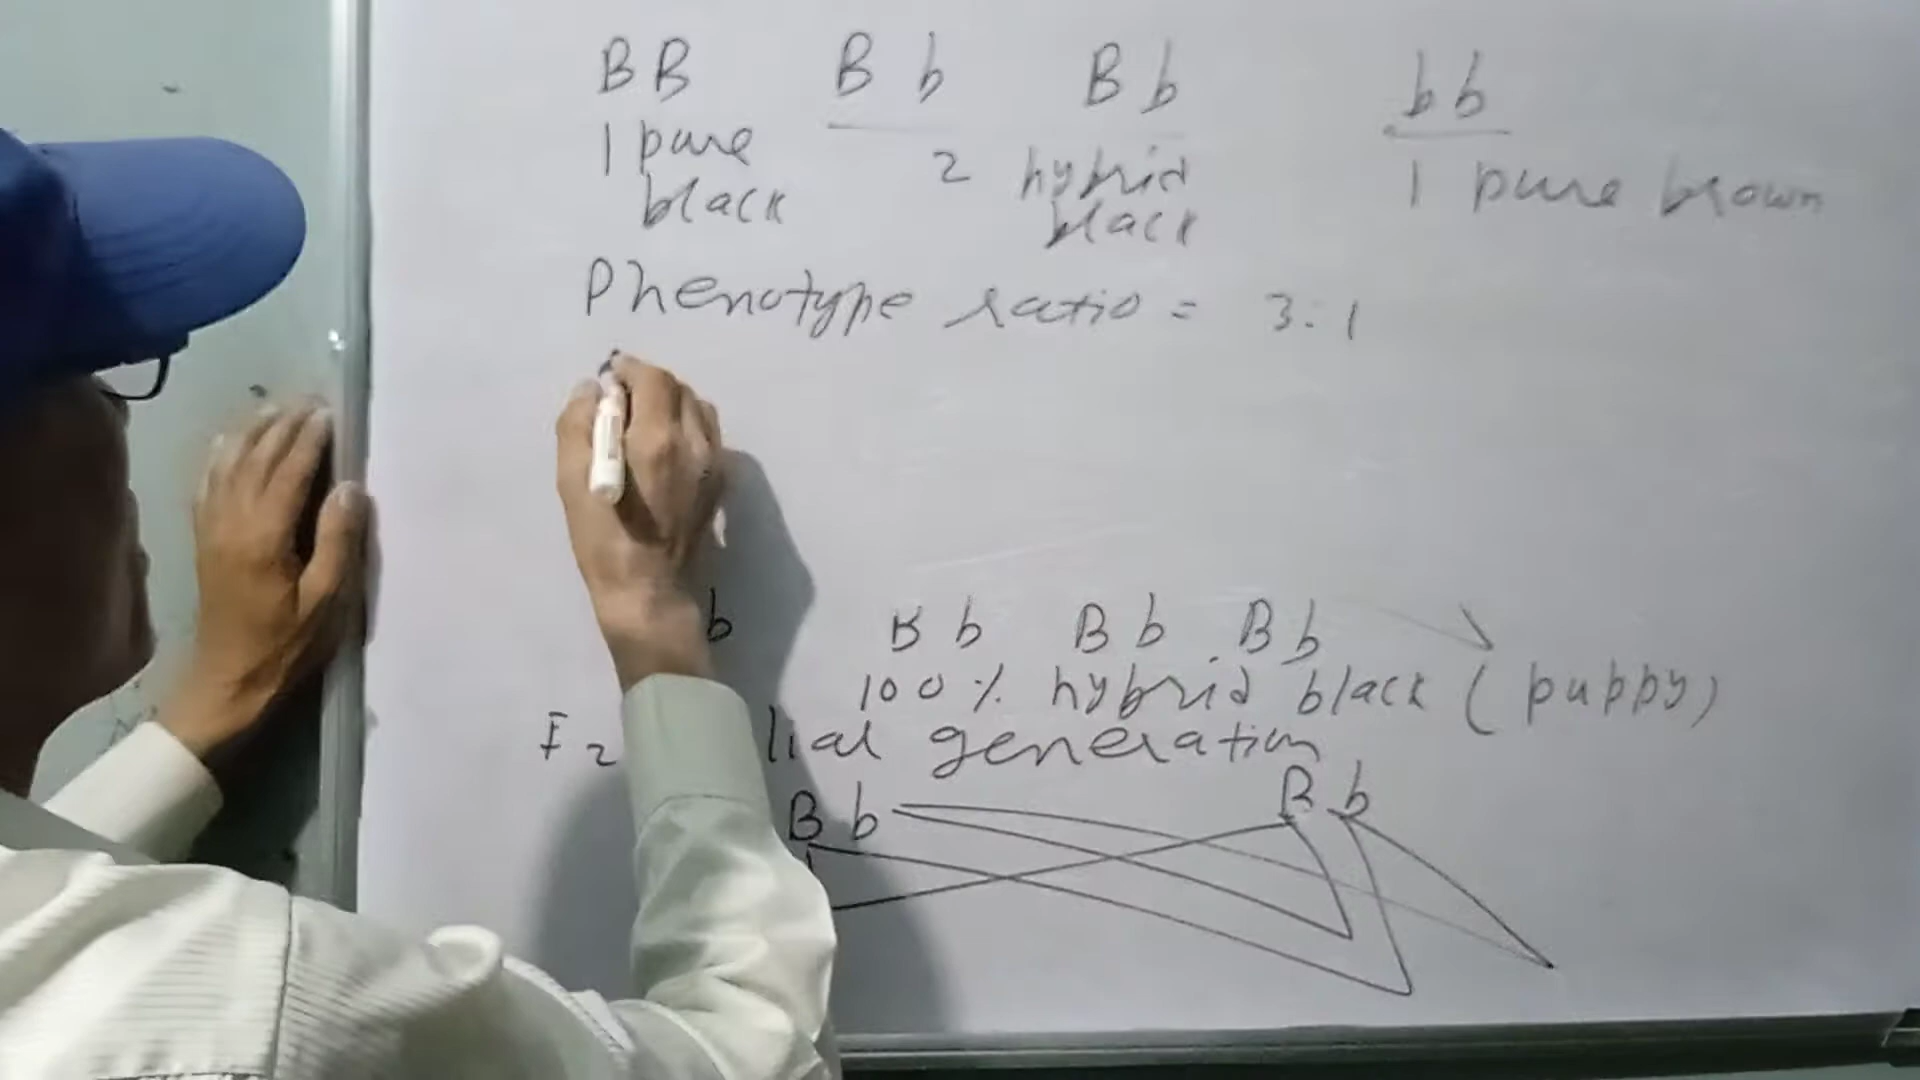 BB Bb Bb bb
1 pure black 2 hybrid black 1 pure brown
Phenotype ratio = 3:1
b Bb Bb Bb
100% hybrid black (puppy)
F2 lial generation
Bb Bb